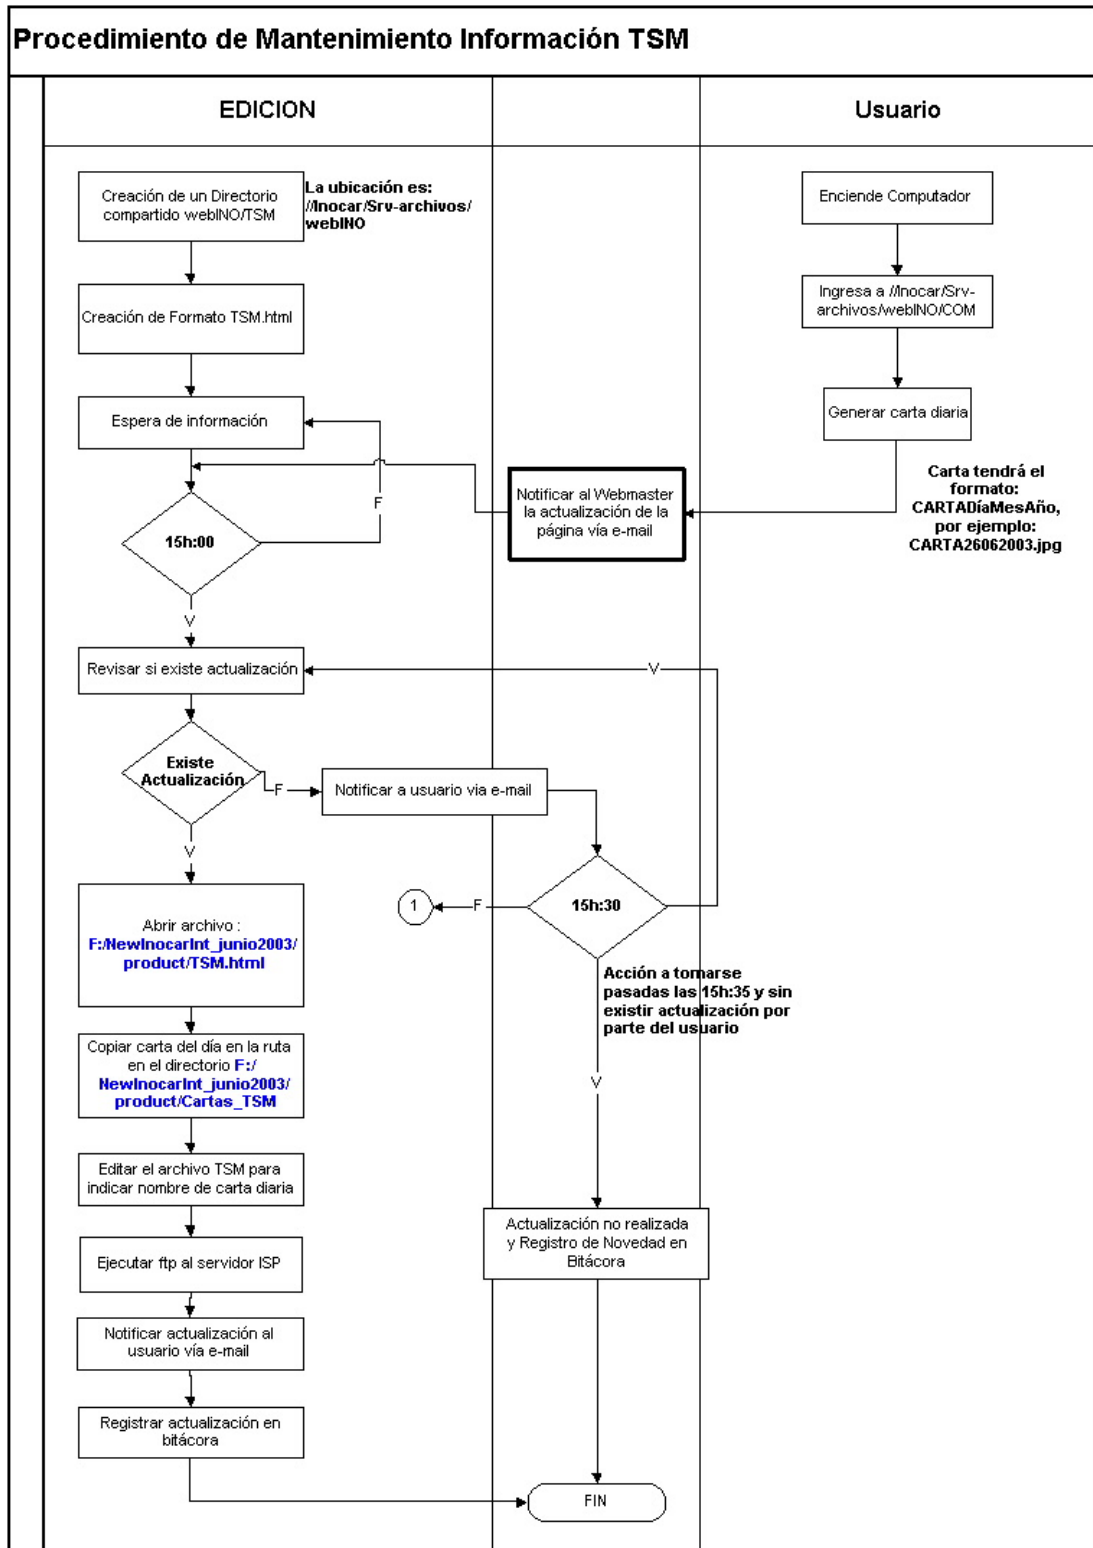 Procedimiento de Mantenimiento Información TSM
EDICION
Usuario
Creación de un Directorio
compartido webINO/TSM
La ubicación es:
//Inocar/Srv-archivos/
webINO
Enciende Computador
Creación de Formato TSM.html
Ingresa a //Inocar/Srv-
archivos/webINO/COM
Espera de información
Generar carta diaria
Notificar al Webmaster
la actualización de la
página vía e-mail
Carta tendrá el
formato:
CARTADíaMesAño,
por ejemplo:
CARTA26062003.jpg
F
15h:00
V
Revisar si existe actualización
V
Existe
Actualización
F
Notificar a usuario via e-mail
V
1
F
15h:30
Abrir archivo :
F:/NewInocarInt_junio2003/
product/TSM.html
Acción a tomarse
pasadas las 15h:35 y sin
existir actualización por
parte del usuario
Copiar carta del día en la ruta
en el directorio F:/
NewInocarInt_junio2003/
product/Cartas_TSM
V
Editar el archivo TSM para
indicar nombre de carta diaria
Actualización no realizada
y Registro de Novedad en
Bitácora
Ejecutar ftp al servidor ISP
Notificar actualización al
usuario vía e-mail
Registrar actualización en
bitácora
FIN